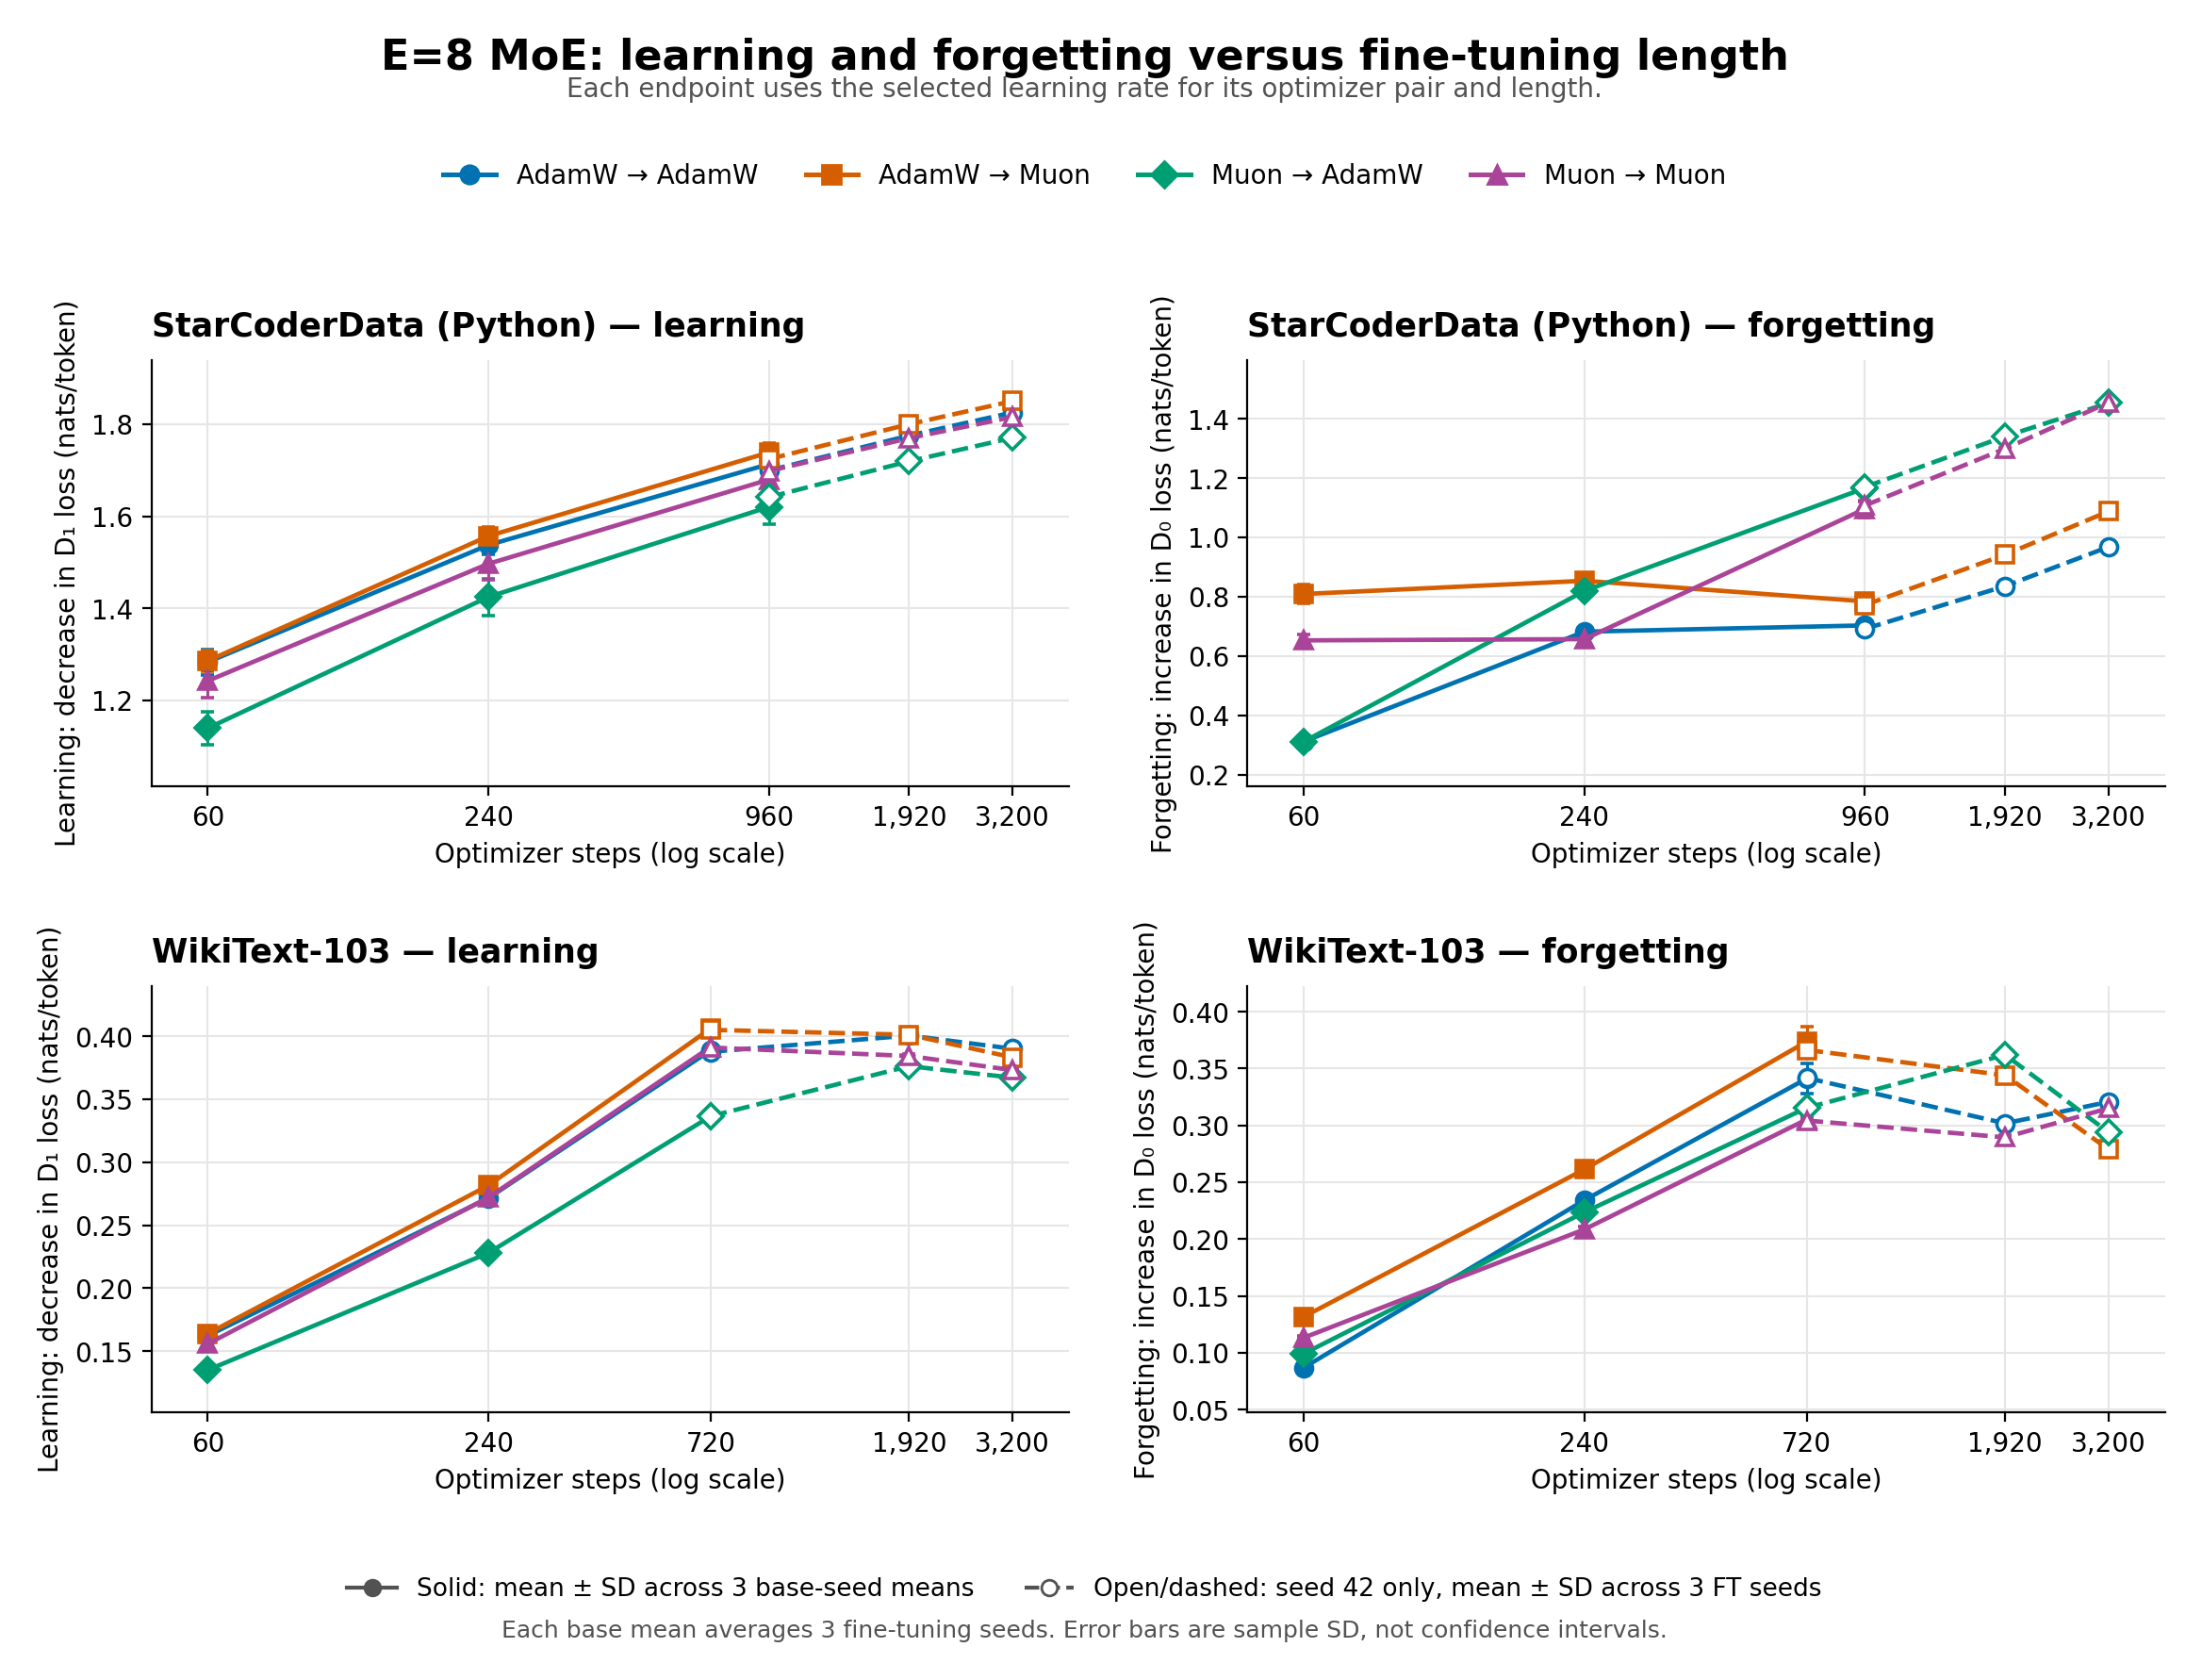 E=8 MoE: learning and forgetting versus fine-tuning length
Each endpoint uses the selected learning rate for its optimizer pair and length.
AdamW → AdamW
AdamW → Muon
Muon → AdamW
Muon → Muon
StarCoderData (Python) — learning
Learning: decrease in D₁ loss (nats/token)
1.8
1.6
1.4
1.2
60 240 960 1,920 3,200
Optimizer steps (log scale)
StarCoderData (Python) — forgetting
Forgetting: increase in D₀ loss (nats/token)
1.4
1.2
1.0
0.8
0.6
0.4
0.2
60 240 960 1,920 3,200
Optimizer steps (log scale)
WikiText-103 — learning
Learning: decrease in D₁ loss (nats/token)
0.40
0.35
0.30
0.25
0.20
0.15
60 240 720 1,920 3,200
Optimizer steps (log scale)
WikiText-103 — forgetting
Forgetting: increase in D₀ loss (nats/token)
0.40
0.35
0.30
0.25
0.20
0.15
0.10
0.05
60 240 720 1,920 3,200
Optimizer steps (log scale)
Solid: mean ± SD across 3 base-seed means
Open/dashed: seed 42 only, mean ± SD across 3 FT seeds
Each base mean averages 3 fine-tuning seeds. Error bars are sample SD, not confidence intervals.